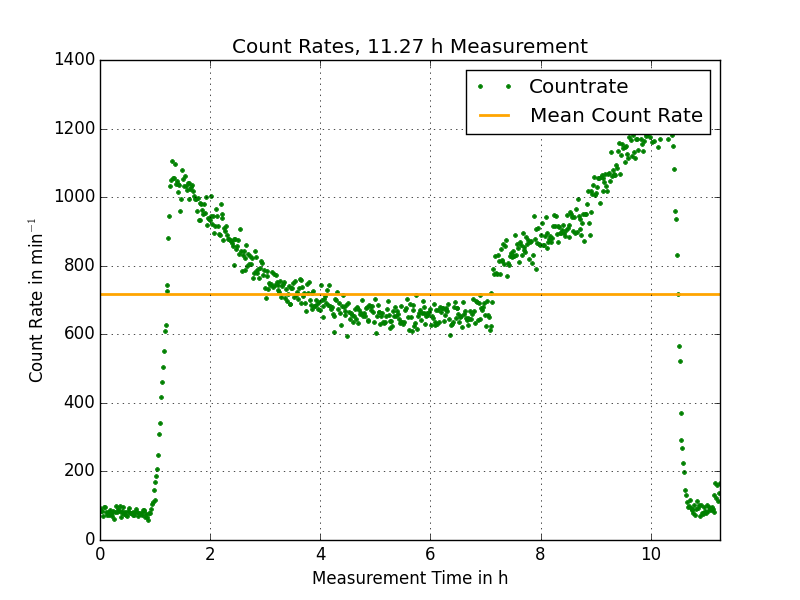 Count Rates, 11.27 h Measurement
1400
1200
1000
800
600
400
200
0
Count Rate in min⁻¹
Countrate
Mean Count Rate
0 2 4 6 8 10
Measurement Time in h